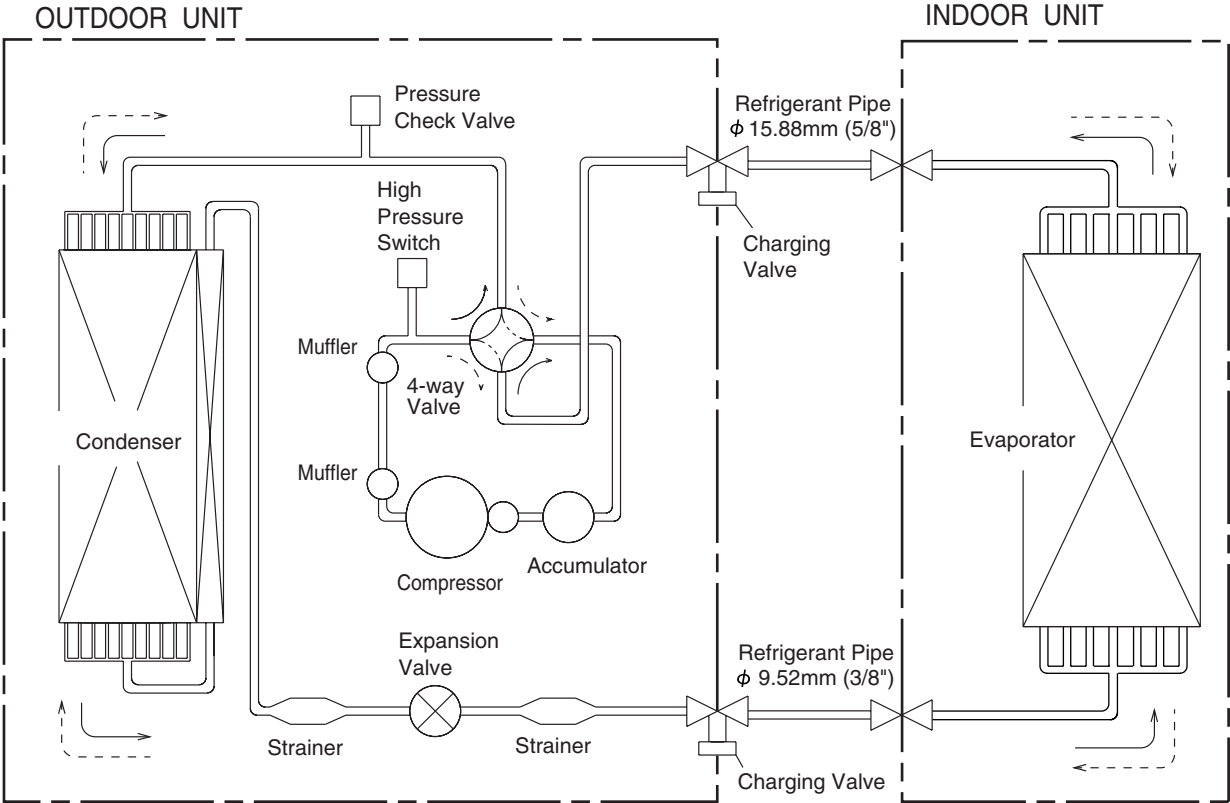 OUTDOOR UNIT
INDOOR UNIT
Pressure
Check Valve
Refrigerant Pipe
ϕ 15.88mm (5/8")
High
Pressure
Switch
Charging
Valve
Muffler
4-way
Valve
Condenser
Evaporator
Muffler
Compressor
Accumulator
Expansion
Valve
Refrigerant Pipe
ϕ 9.52mm (3/8")
Strainer
Strainer
Charging Valve